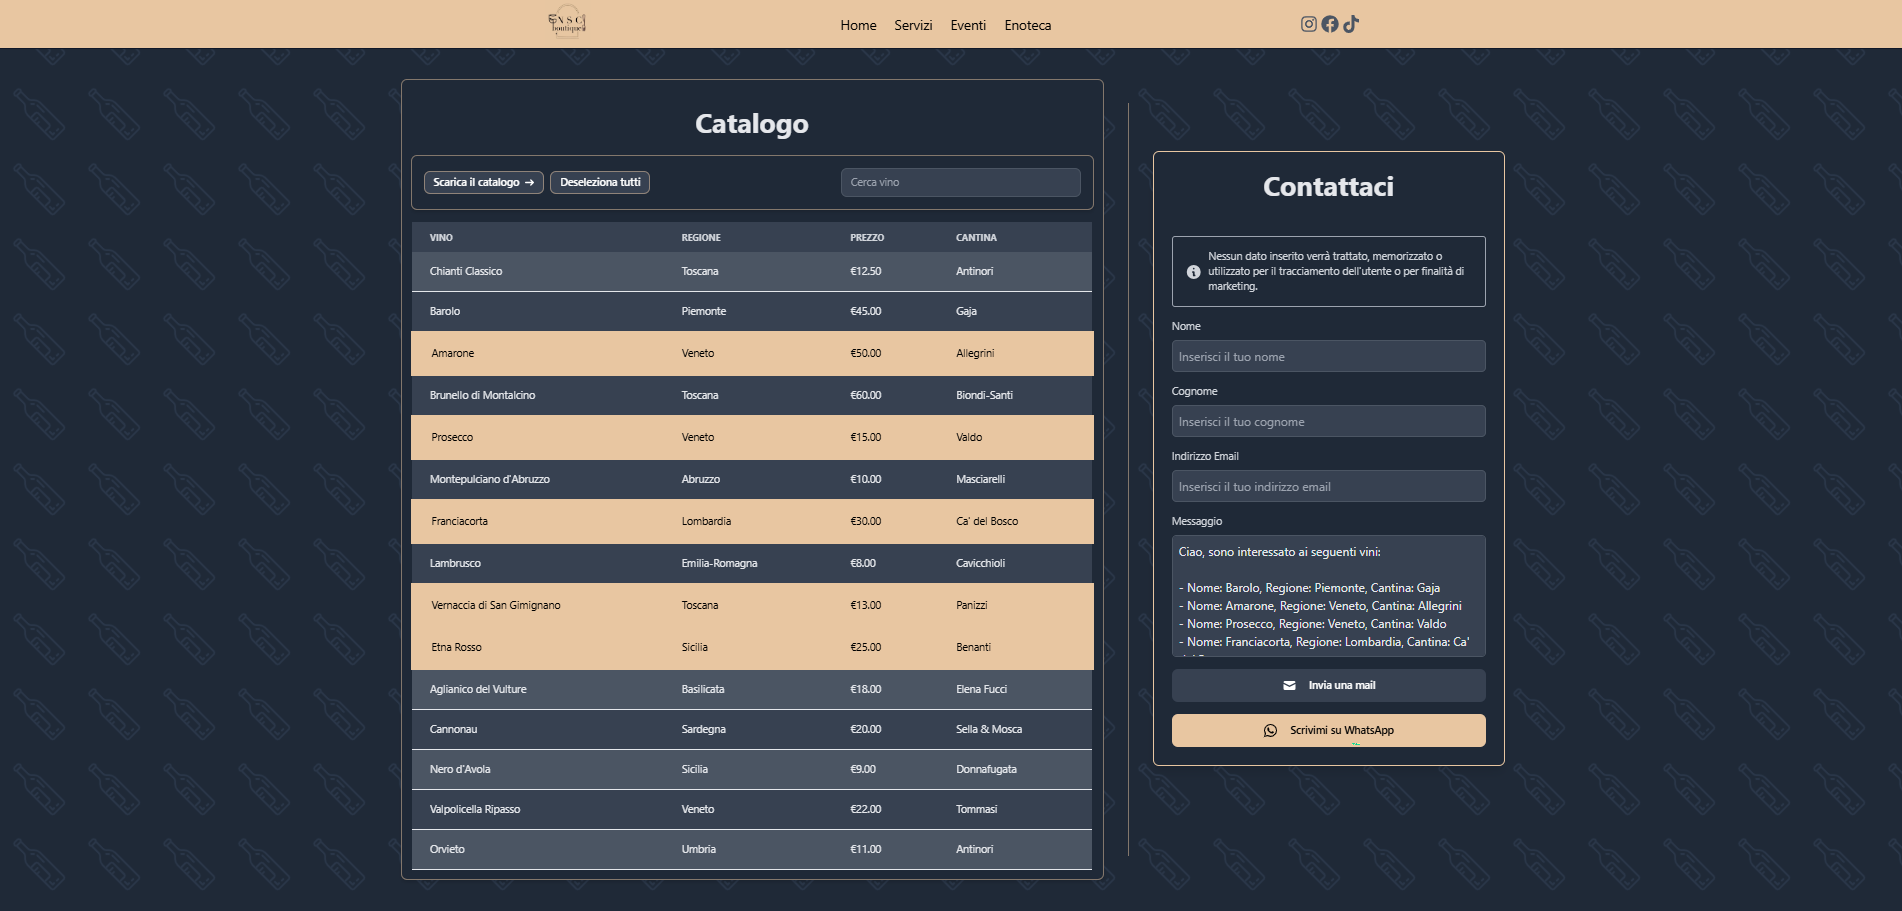 N S C
boutique
Home Servizi Eventi Enoteca
Catalogo
Scarica il catalogo → Deseleziona tutti Cerca vino
VINO REGIONE PREZZO CANTINA
Chianti Classico Toscana €12.50 Antinori
Barolo Piemonte €45.00 Gaja
Amarone Veneto €50.00 Allegrini
Brunello di Montalcino Toscana €60.00 Biondi-Santi
Prosecco Veneto €15.00 Valdo
Montepulciano d'Abruzzo Abruzzo €10.00 Masciarelli
Franciacorta Lombardia €30.00 Ca' del Bosco
Lambrusco Emilia-Romagna €8.00 Cavicchioli
Vernaccia di San Gimignano Toscana €13.00 Panizzi
Etna Rosso Sicilia €25.00 Benanti
Aglianico del Vulture Basilicata €18.00 Elena Fucci
Cannonau Sardegna €20.00 Sella & Mosca
Nero d'Avola Sicilia €9.00 Donnafugata
Valpolicella Ripasso Veneto €22.00 Tommasi
Orvieto Umbria €11.00 Antinori
Contattaci
Nessun dato inserito verrà trattato, memorizzato o
utilizzato per il tracciamento dell'utente o per finalità di
marketing.
Nome
Inserisci il tuo nome
Cognome
Inserisci il tuo cognome
Indirizzo Email
Inserisci il tuo indirizzo email
Messaggio
Ciao, sono interessato ai seguenti vini:
- Nome: Barolo, Regione: Piemonte, Cantina: Gaja
- Nome: Amarone, Regione: Veneto, Cantina: Allegrini
- Nome: Prosecco, Regione: Veneto, Cantina: Valdo
- Nome: Franciacorta, Regione: Lombardia, Cantina: Ca'
Invia una mail
Scrivimi su WhatsApp